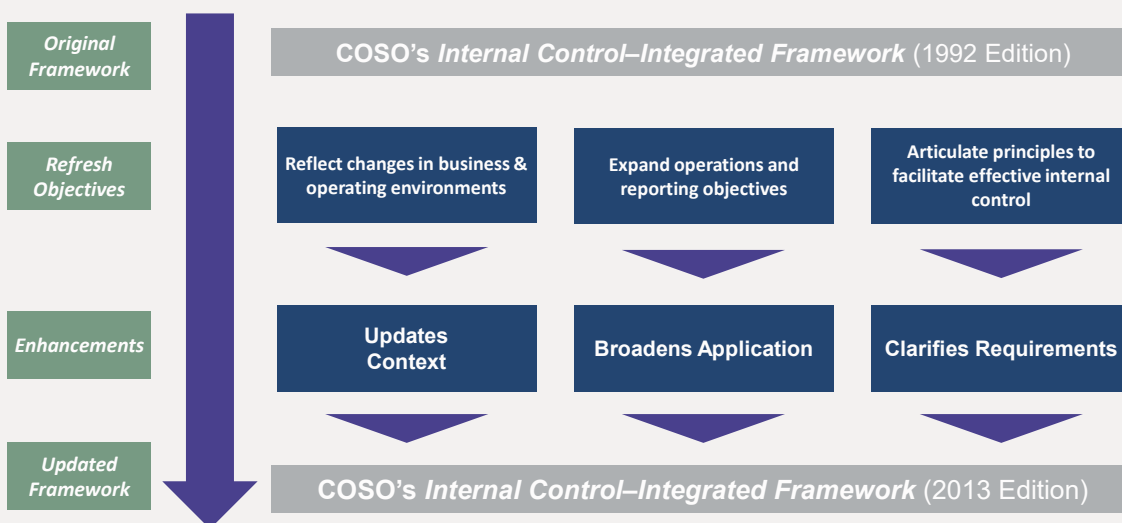 Original
Framework
COSO's Internal Control–Integrated Framework (1992 Edition)
Refresh
Objectives
Reflect changes in business &
operating environments
Expand operations and
reporting objectives
Articulate principles to
facilitate effective internal
control
Enhancements
Updates
Context
Broadens Application
Clarifies Requirements
Updated
Framework
COSO's Internal Control–Integrated Framework (2013 Edition)